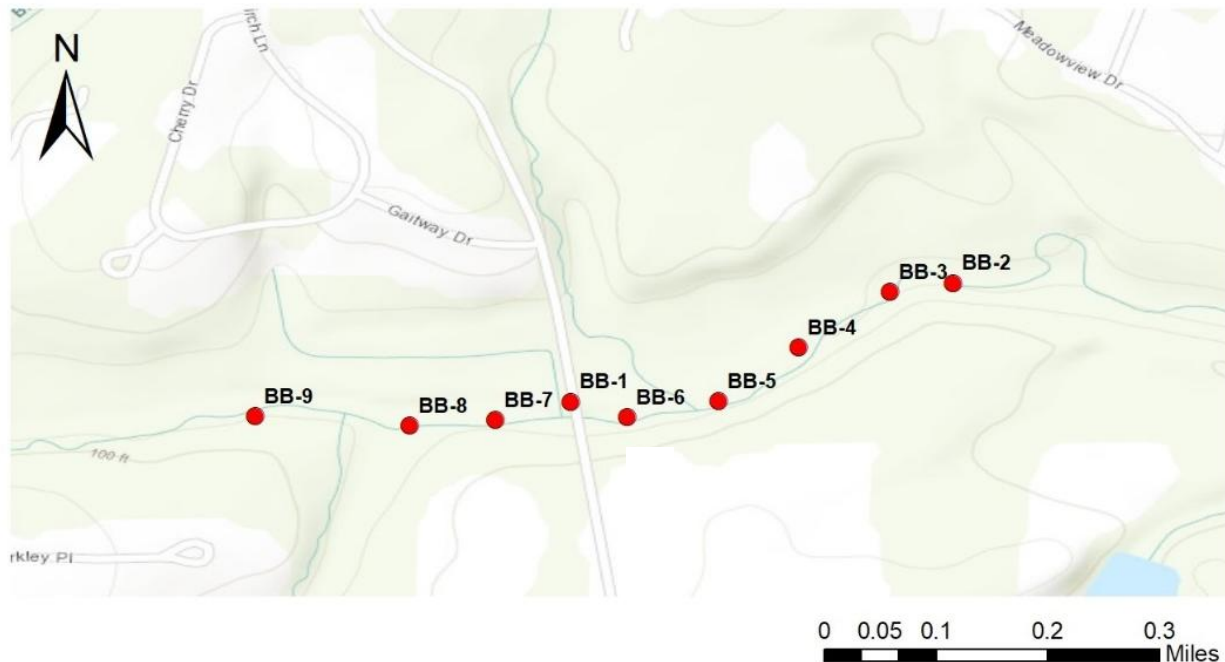 N
Cherry Dr
irch Ln
Meadowview Dr
Gaitway Dr
BB-3
BB-2
BB-4
BB-1
BB-5
BB-9
BB-8
BB-7
BB-6
100 ft
rkley Pl
0 0.05 0.1 0.2 0.3
Miles